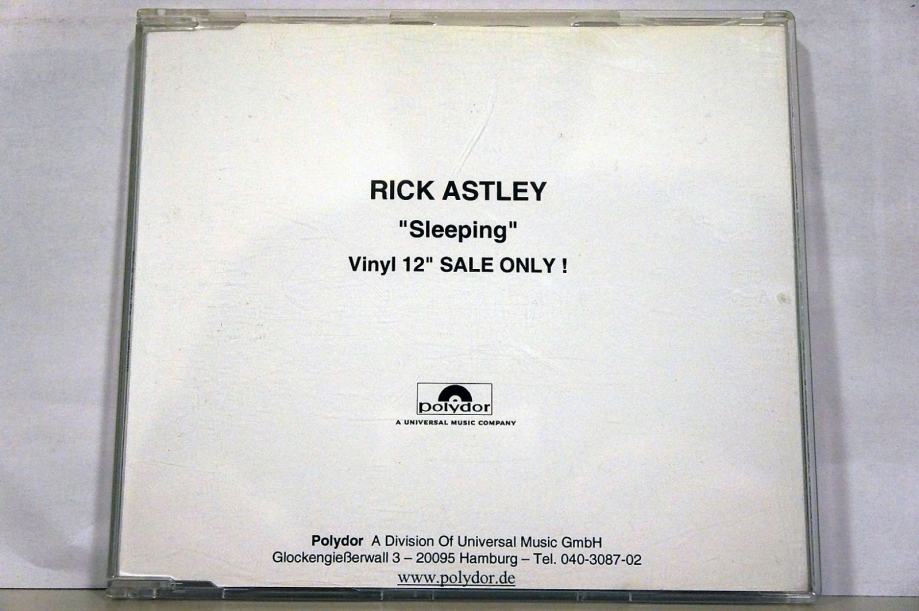 RICK ASTLEY
"Sleeping"
Vinyl 12" SALE ONLY !
polydor
A UNIVERSAL MUSIC COMPANY
Polydor A Division Of Universal Music GmbH
Glockengießerwall 3 – 20095 Hamburg – Tel. 040-3087-02
www.polydor.de